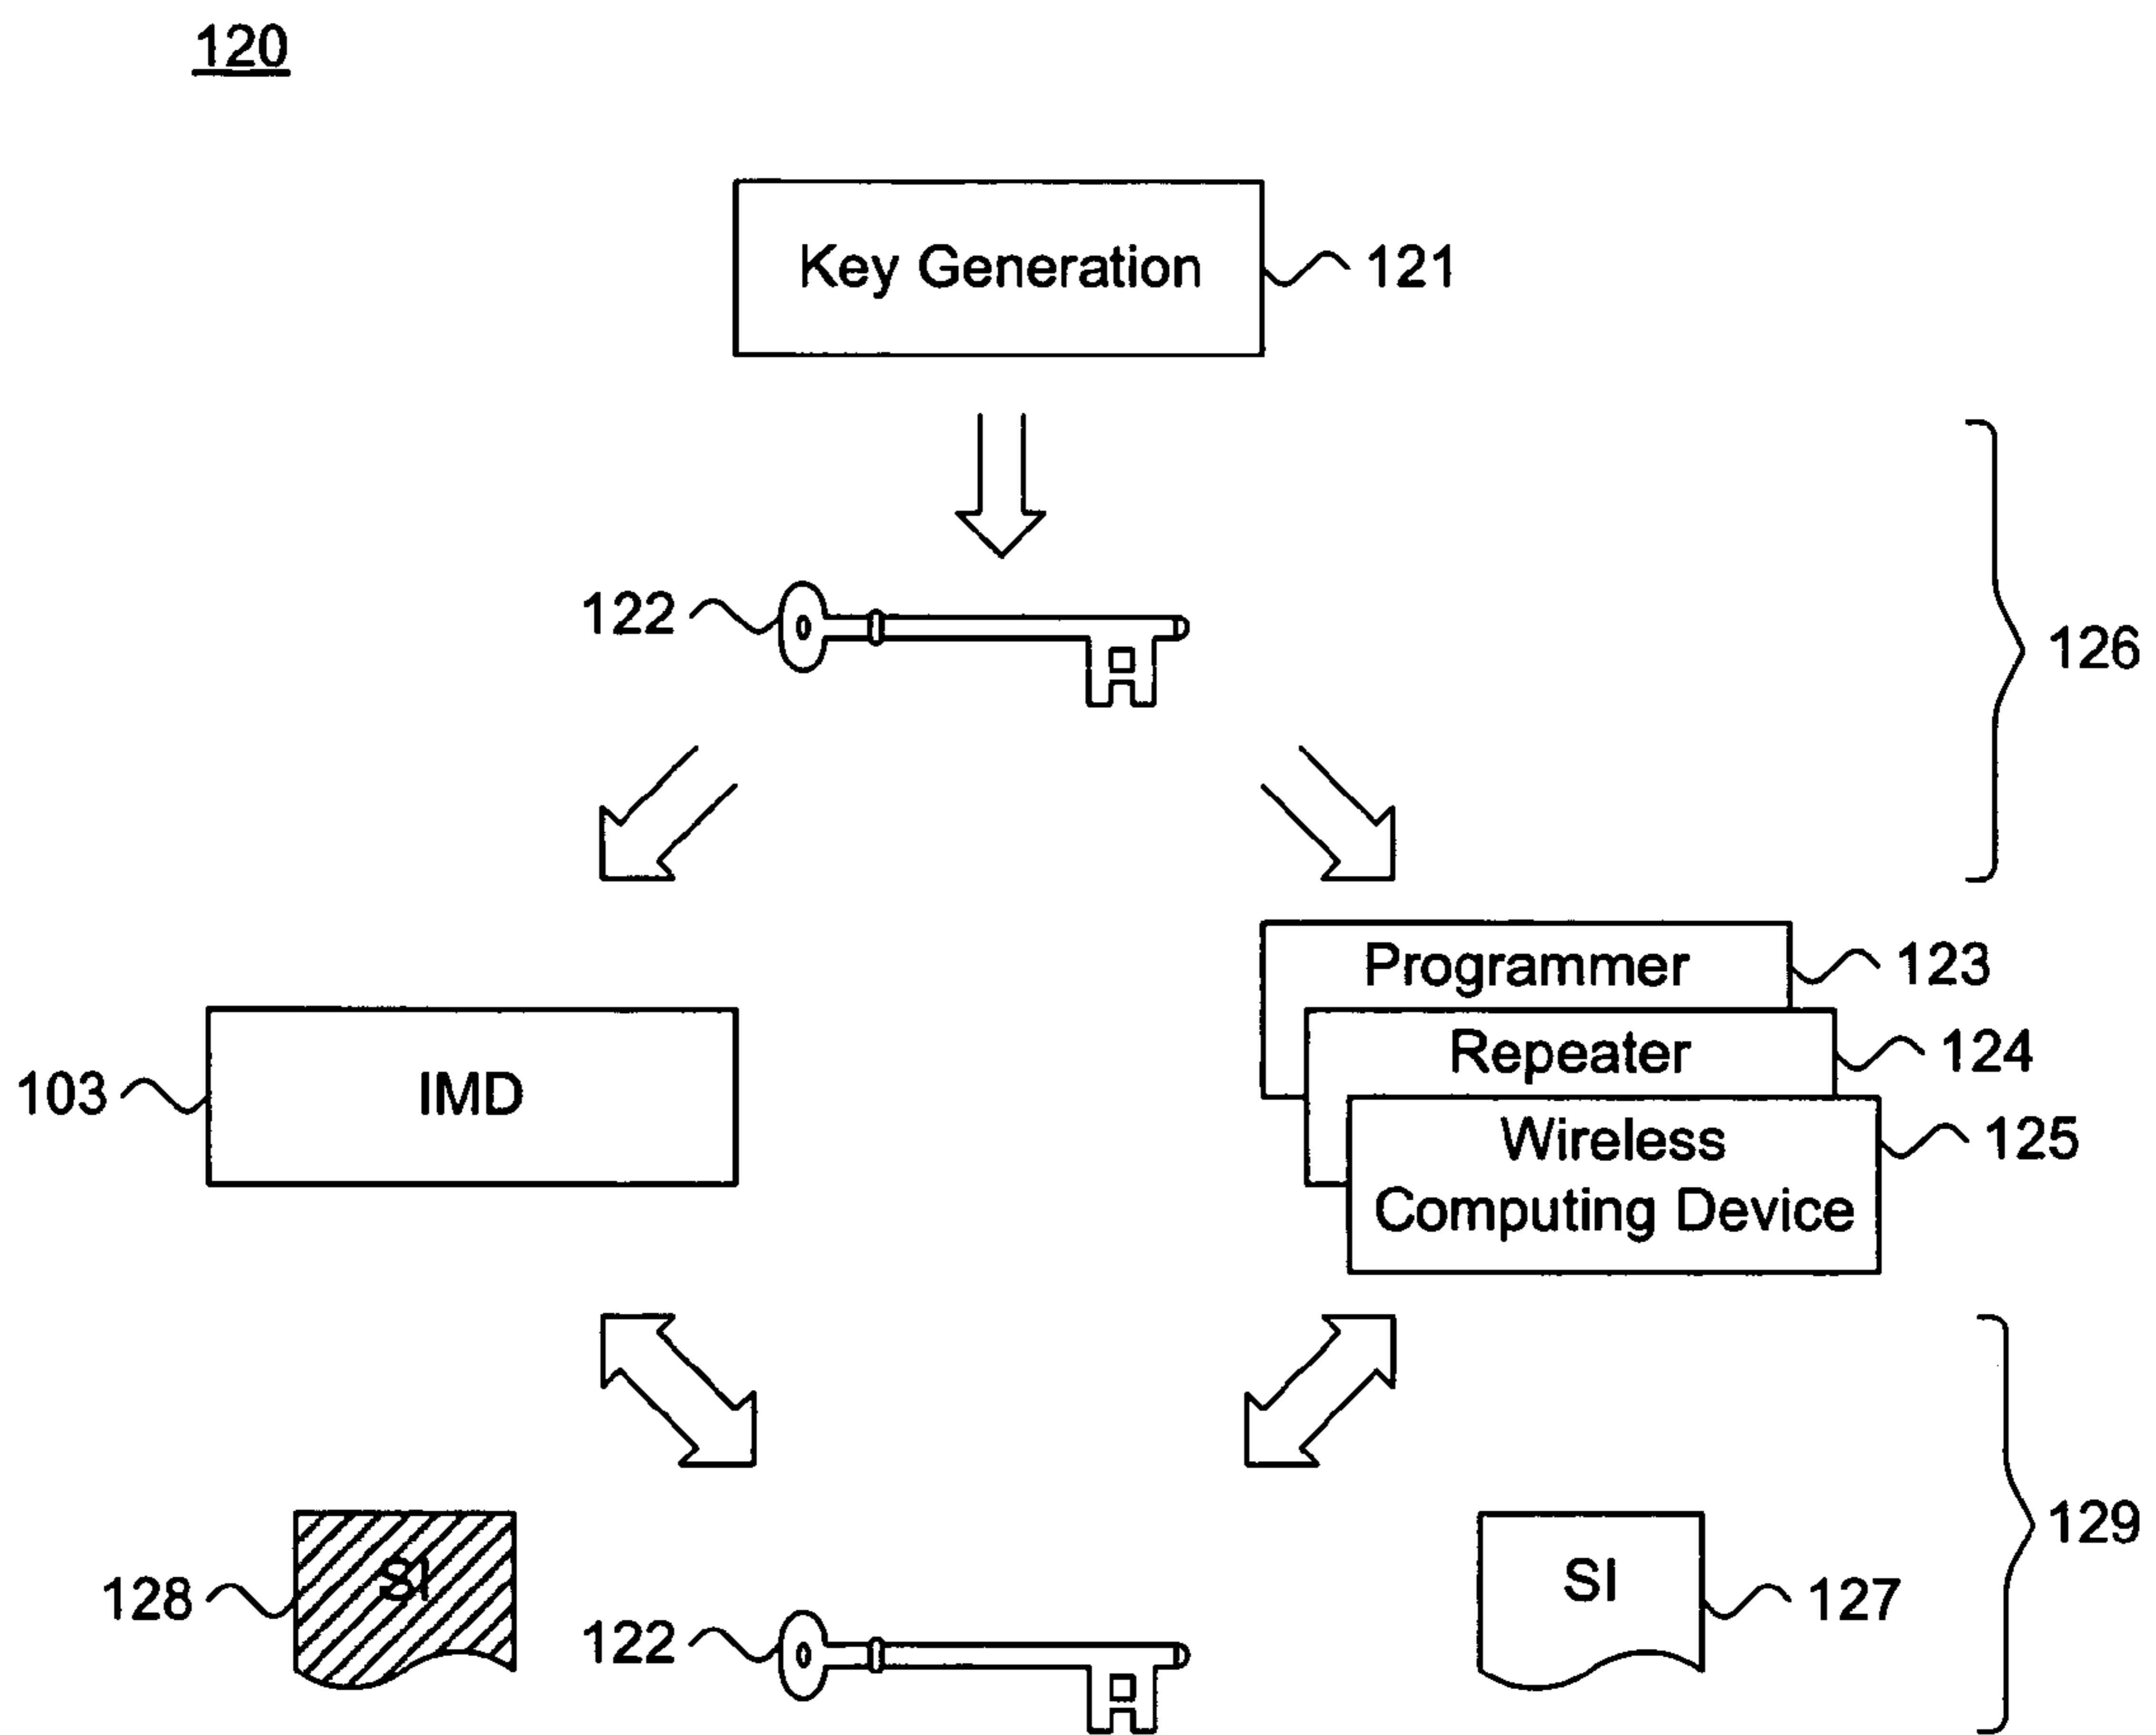 120
Key Generation
121
122
126
Programmer
123
Repeater
124
103
IMD
Wireless
125
Computing Device
129
SI
128
SI
127
122